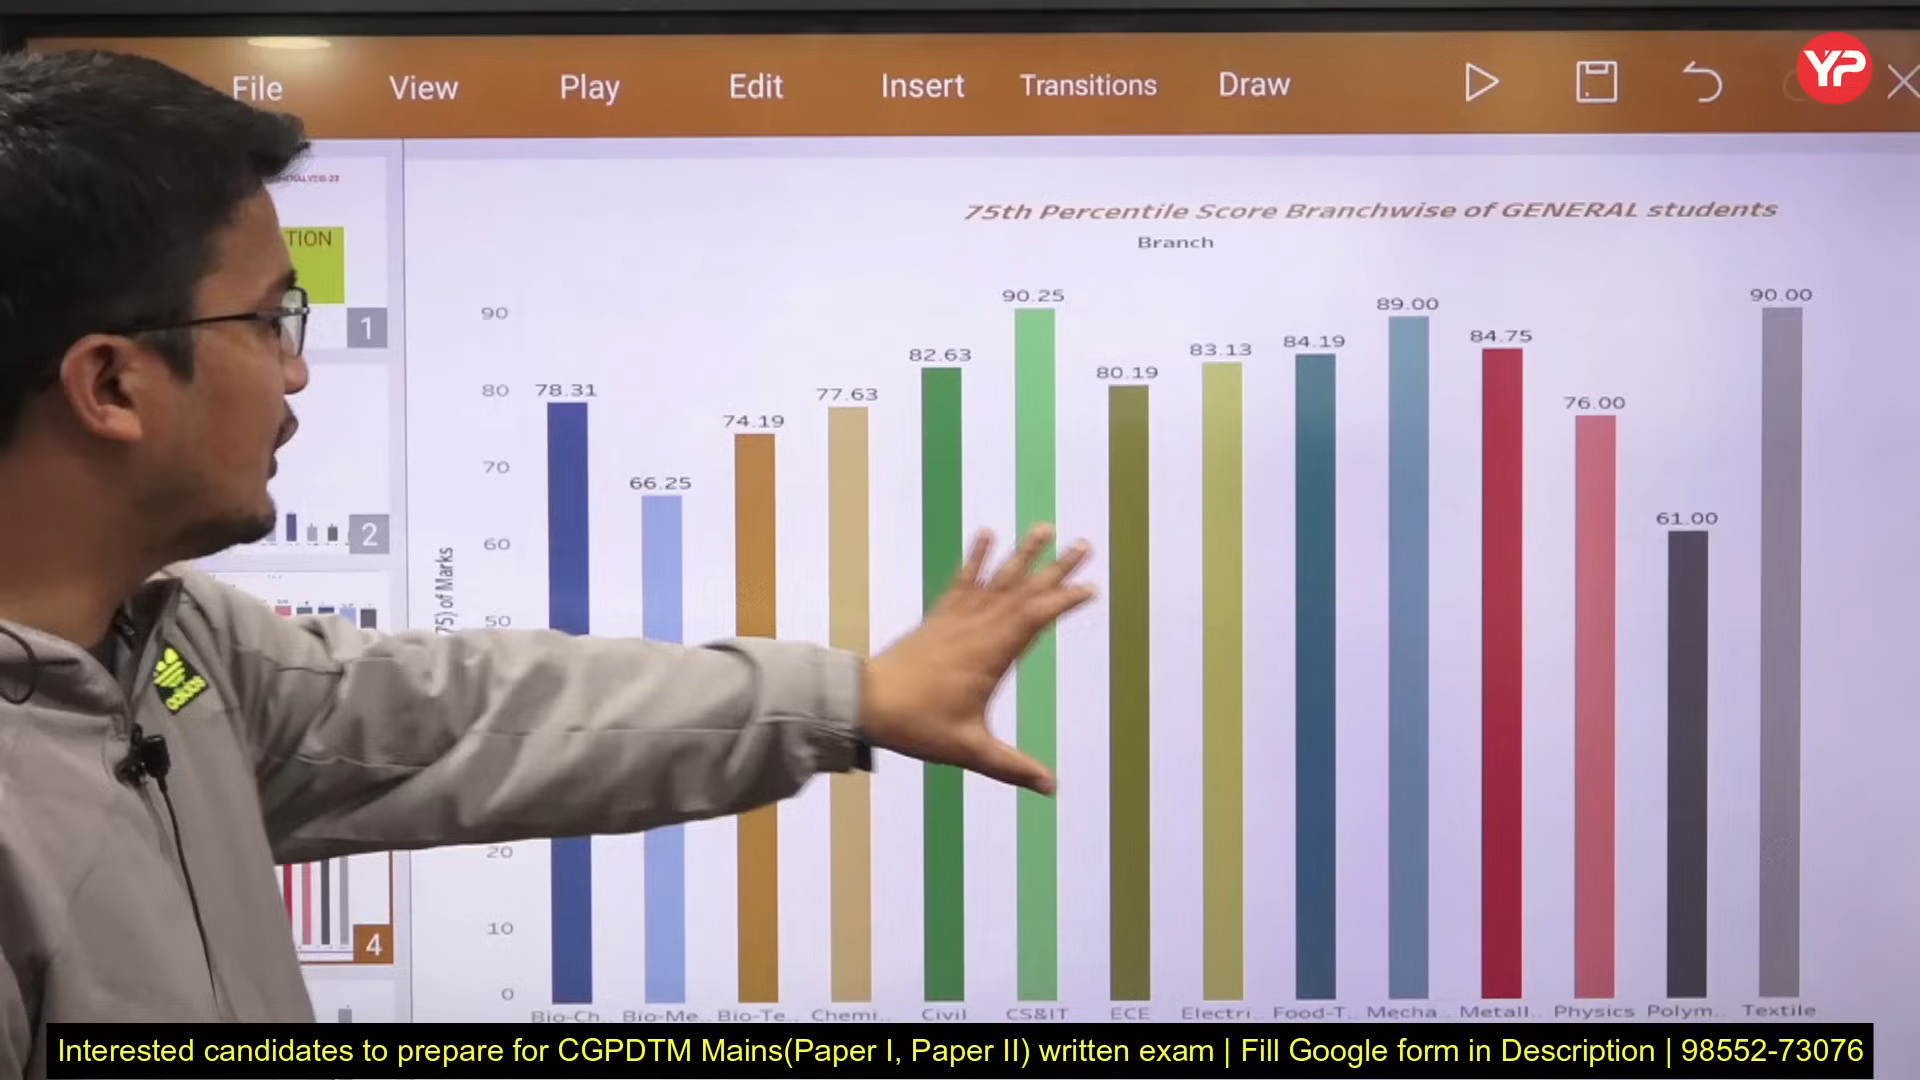 File View Play Edit Insert Transitions Draw
YP
TION
1
2
4
75th Percentile Score Branchwise of GENERAL students
Branch
90
80
70
60
50
20
10
0
75) of Marks
78.31
66.25
74.19
77.63
82.63
90.25
80.19
83.13
84.19
89.00
84.75
76.00
61.00
90.00
Bio-Ch.. Bio-Me.. Bio-Te.. Chemi.. Civil CS&IT ECE Electri.. Food-T.. Mecha.. Metall.. Physics Polym.. Textile
adidas
Interested candidates to prepare for CGPDTM Mains(Paper I, Paper II) written exam | Fill Google form in Description | 98552-73076